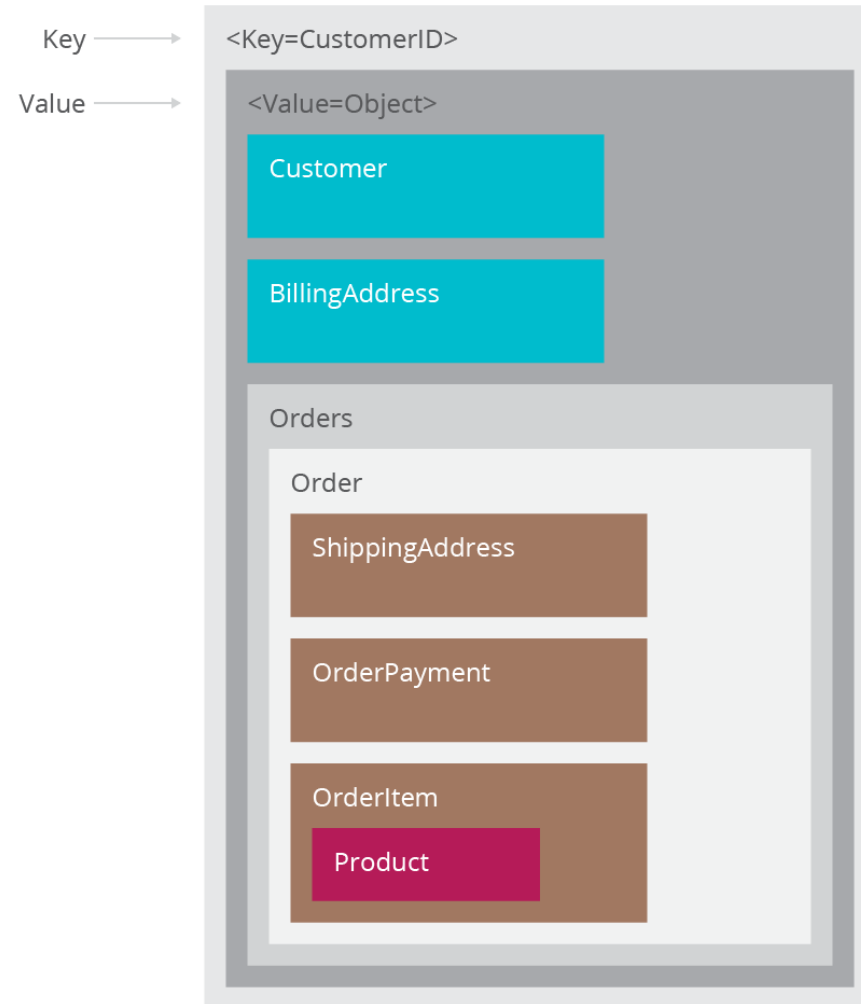 Key
<Key=CustomerID>
Value
<Value=Object>
Customer
BillingAddress
Orders
Order
ShippingAddress
OrderPayment
OrderItem
Product